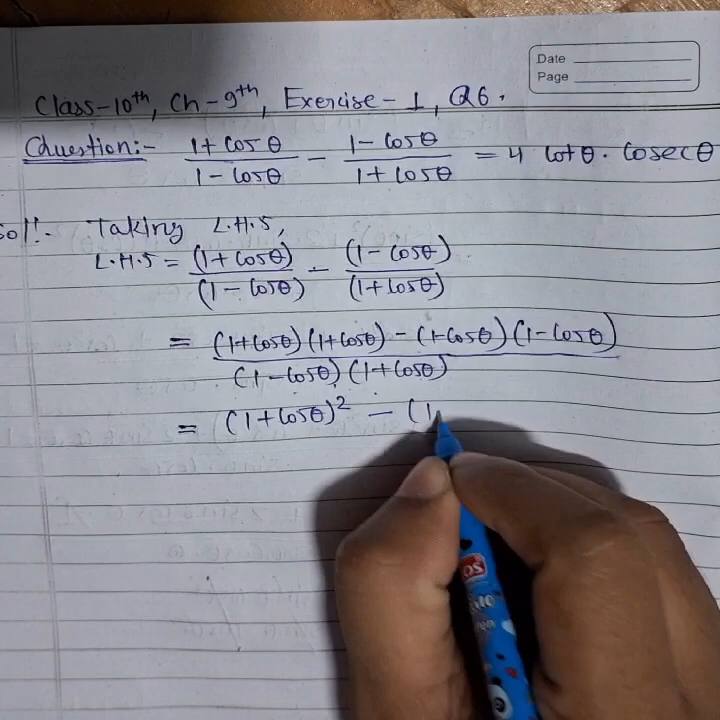 Date
Page
Class-10th, Ch-9th, Exercise-1, Q6.
Question:- 1+cosθ / 1-cosθ - 1-cosθ / 1+cosθ = 4 cotθ. cosecθ
Sol!- Taking L.H.S,
L.H.S = (1+cosθ) / (1-cosθ) - (1-cosθ) / (1+cosθ)
= (1+cosθ)(1+cosθ) - (1-cosθ)(1-cosθ) / (1-cosθ)(1+cosθ)
= (1+cosθ)² - (1